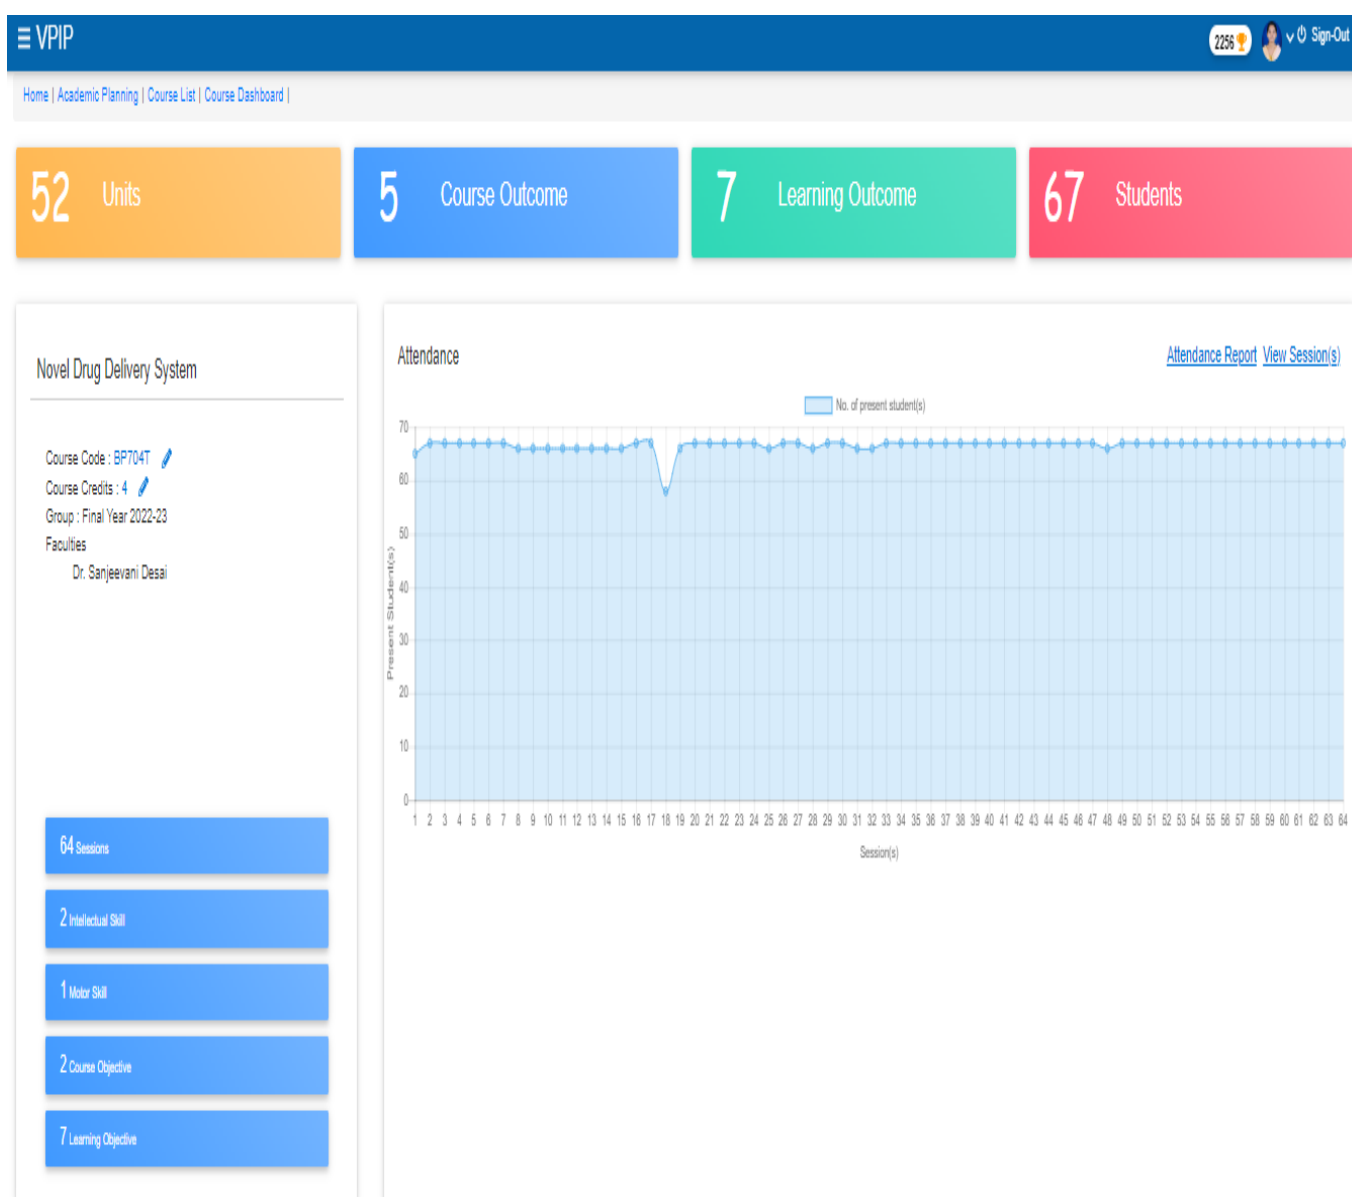 VPIP
2256
Sign-Out
Home | Academic Planning | Course List | Course Dashboard |
52 Units
5 Course Outcome
7 Learning Outcome
67 Students
Novel Drug Delivery System
Course Code : BP704T
Course Credits : 4
Group : Final Year 2022-23
Faculties
Dr. Sanjeevani Desai
64 Sessions
2 Intellectual Skill
1 Motor Skill
2 Course Objective
7 Learning Objective
Attendance
Attendance Report View Session(s)
No. of present student(s)
Present Student(s)
70
60
50
40
30
20
10
0
1 2 3 4 5 6 7 8 9 10 11 12 13 14 15 16 17 18 19 20 21 22 23 24 25 26 27 28 29 30 31 32 33 34 35 36 37 38 39 40 41 42 43 44 45 46 47 48 49 50 51 52 53 54 55 56 57 58 59 60 61 62 63 64
Session(s)